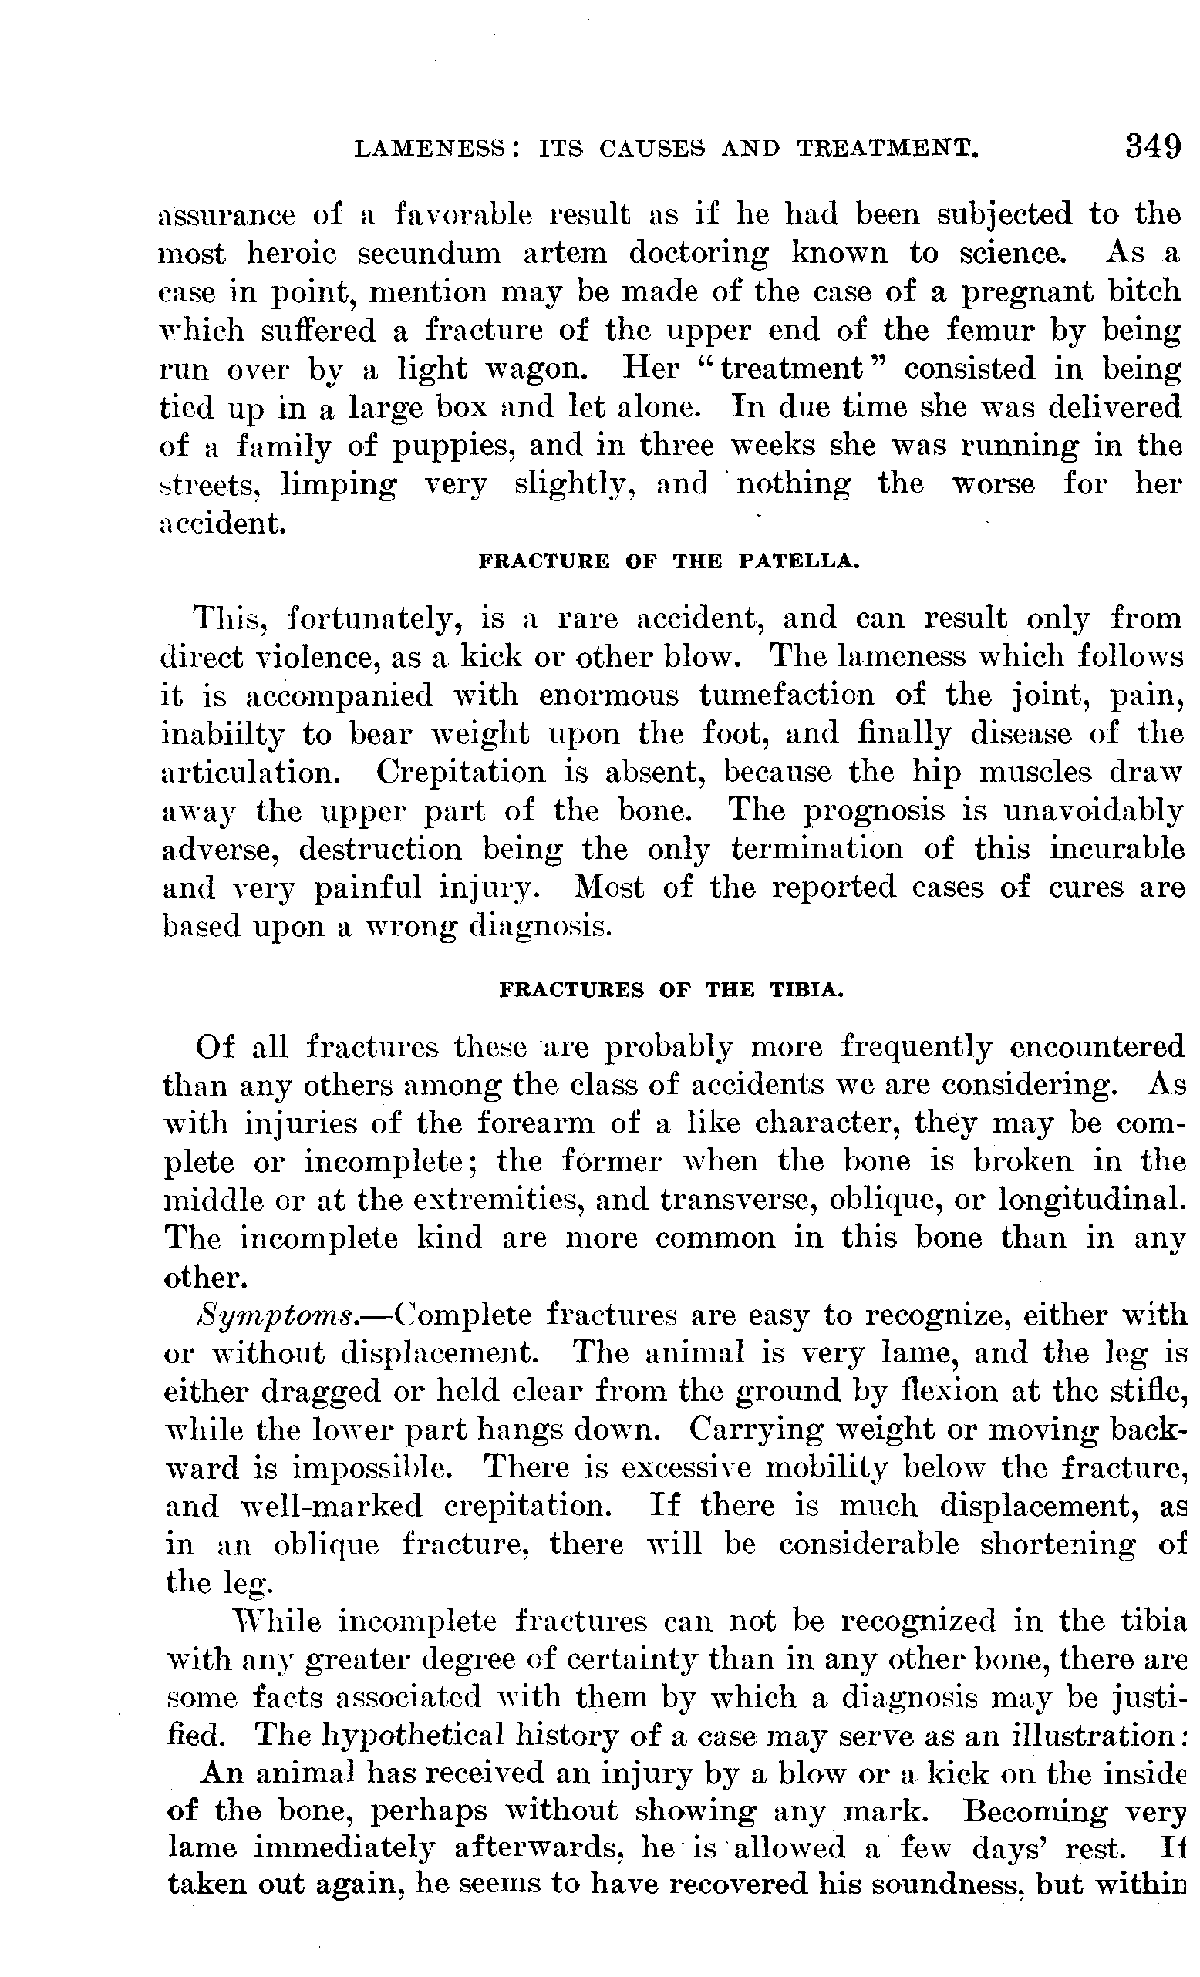 LAMENESS: ITS CAUSES AND TREATMENT. 349
assurance of a favorable result as if he had been subjected to the
most heroic secundum artem doctoring known to science. As a
case in point, mention may be made of the case of a pregnant bitch
which suffered a fracture of the upper end of the femur by being
run over by a light wagon. Her "treatment" consisted in being
tied up in a large box and let alone. In due time she was delivered
of a family of puppies, and in three weeks she was running in the
streets, limping very slightly, and nothing the worse for her
accident.
FRACTURE OF THE PATELLA.
This, fortunately, is a rare accident, and can result only from
direct violence, as a kick or other blow. The lameness which follows
it is accompanied with enormous tumefaction of the joint, pain,
inabiilty to bear weight upon the foot, and finally disease of the
articulation. Crepitation is absent, because the hip muscles draw
away the upper part of the bone. The prognosis is unavoidably
adverse, destruction being the only termination of this incurable
and very painful injury. Most of the reported cases of cures are
based upon a wrong diagnosis.
FRACTURES OF THE TIBIA.
Of all fractures these are probably more frequently encountered
than any others among the class of accidents we are considering. As
with injuries of the forearm of a like character, they may be com-
plete or incomplete; the former when the bone is broken in the
middle or at the extremities, and transverse, oblique, or longitudinal.
The incomplete kind are more common in this bone than in any
other.
Symptoms.—Complete fractures are easy to recognize, either with
or without displacement. The animal is very lame, and the leg is
either dragged or held clear from the ground by flexion at the stifle,
while the lower part hangs down. Carrying weight or moving back-
ward is impossible. There is excessive mobility below the fracture,
and well-marked crepitation. If there is much displacement, as
in an oblique fracture, there will be considerable shortening of
the leg.
While incomplete fractures can not be recognized in the tibia
with any greater degree of certainty than in any other bone, there are
some facts associated with them by which a diagnosis may be justi-
fied. The hypothetical history of a case may serve as an illustration:
An animal has received an injury by a blow or a kick on the inside
of the bone, perhaps without showing any mark. Becoming very
lame immediately afterwards, he is allowed a few days' rest. If
taken out again, he seems to have recovered his soundness, but within